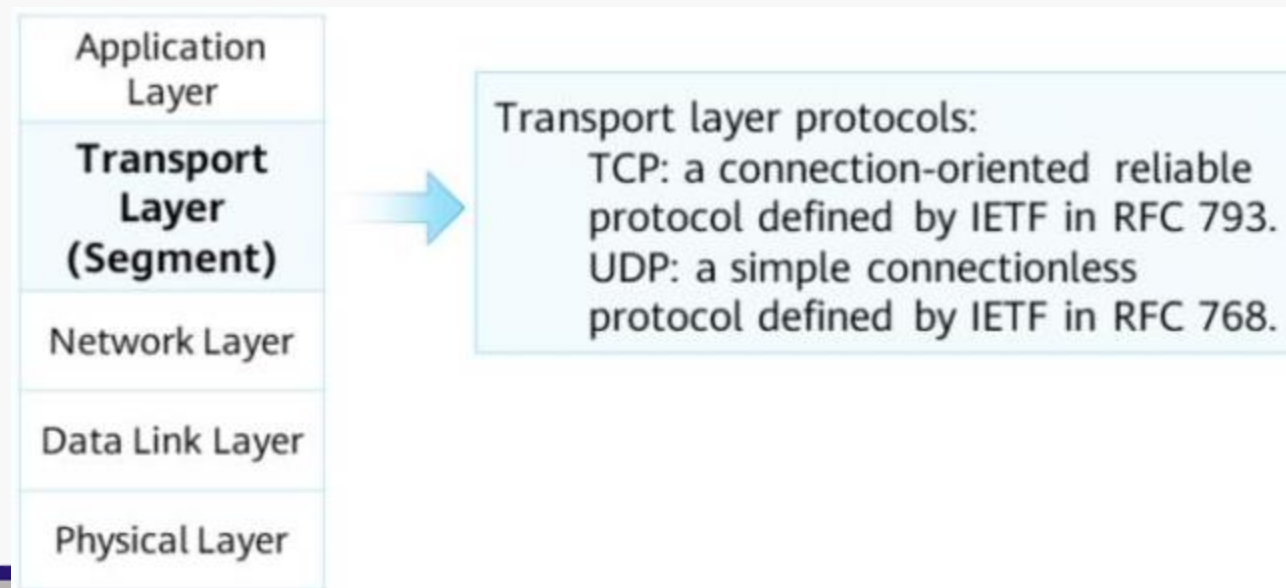 Application
Layer
Transport
Layer
(Segment)
Network Layer
Data Link Layer
Physical Layer
Transport layer protocols:
TCP: a connection-oriented reliable
protocol defined by IETF in RFC 793.
UDP: a simple connectionless
protocol defined by IETF in RFC 768.